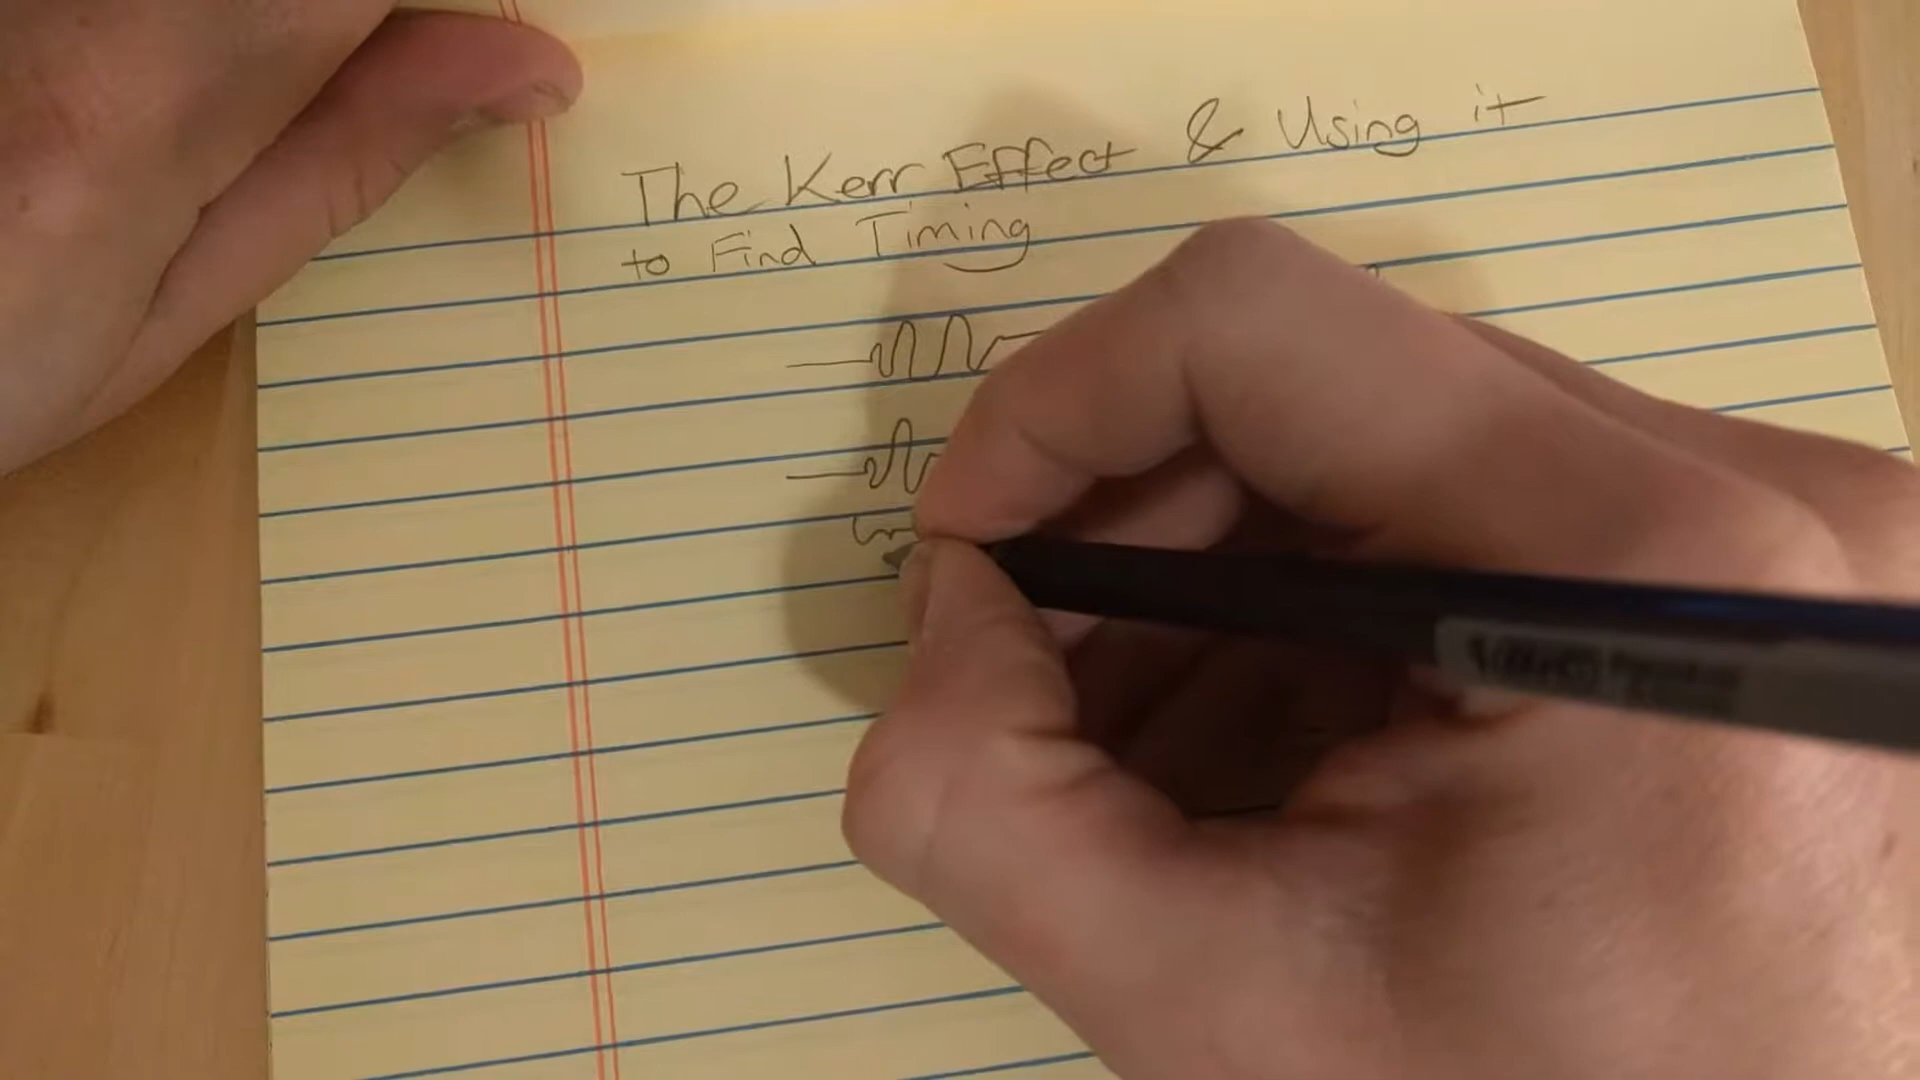 The Kerr Effect & Using it
to Find Timing